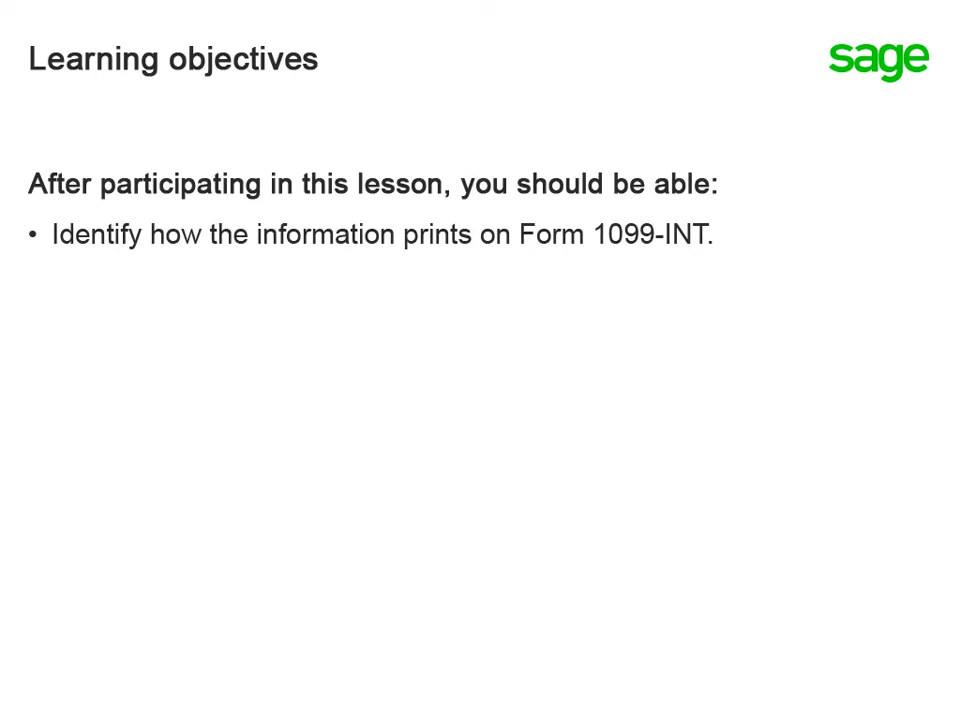 Learning objectives
sage
After participating in this lesson, you should be able:
• Identify how the information prints on Form 1099-INT.